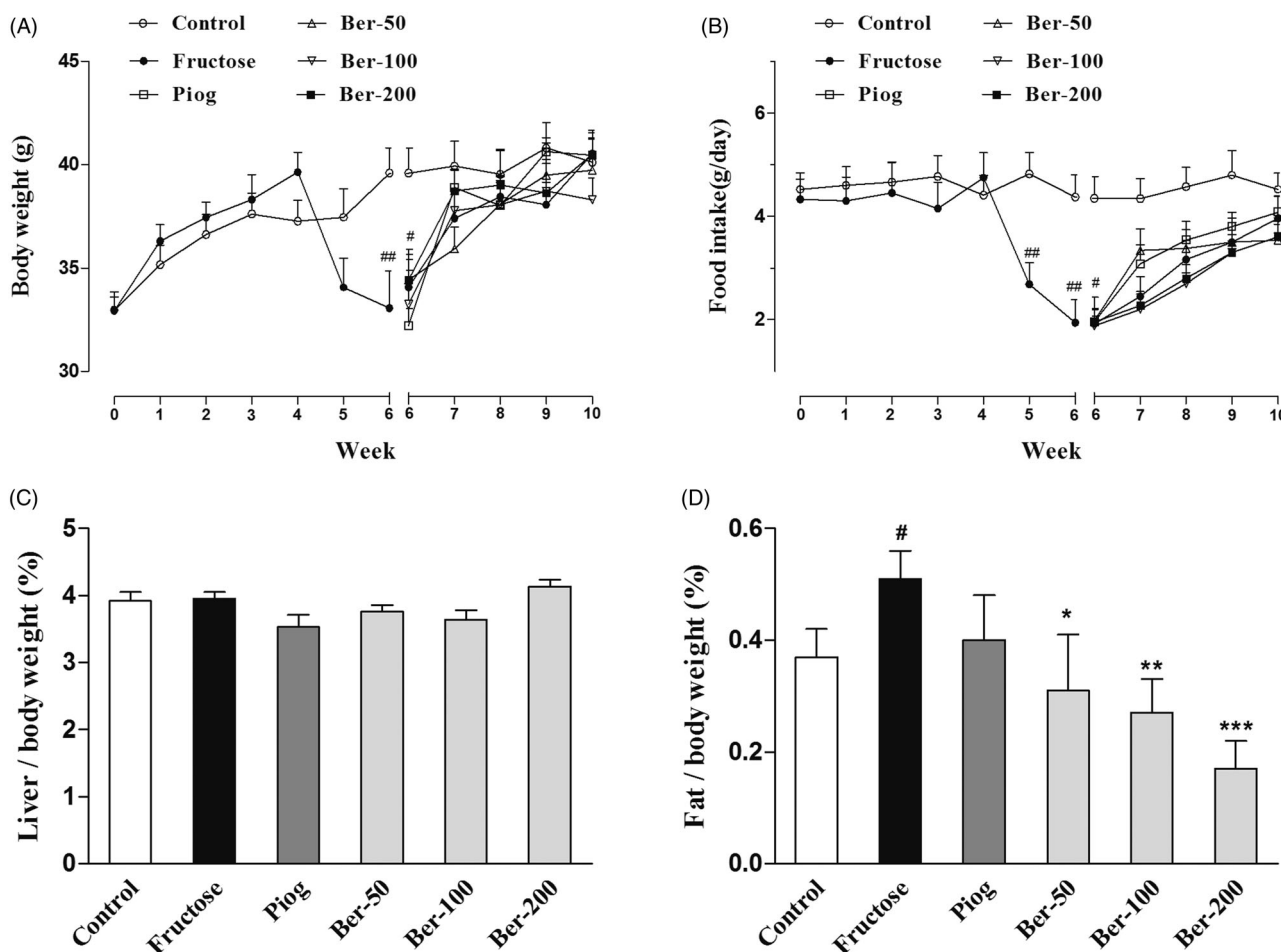 (A)
Control
Ber-50
Fructose
Ber-100
Piog
Ber-200
Body weight (g)
45
40
35
30
##
#
0 1 2 3 4 5 6 6 7 8 9 10
Week
(B)
Control
Ber-50
Fructose
Ber-100
Piog
Ber-200
Food intake(g/day)
6
4
2
##
##
#
0 1 2 3 4 5 6 6 7 8 9 10
Week
(C)
Liver / body weight (%)
5
4
3
2
1
0
Control Fructose Piog Ber-50 Ber-100 Ber-200
(D)
Fat / body weight (%)
0.6
0.4
0.2
0.0
#
*
**
***
Control Fructose Piog Ber-50 Ber-100 Ber-200